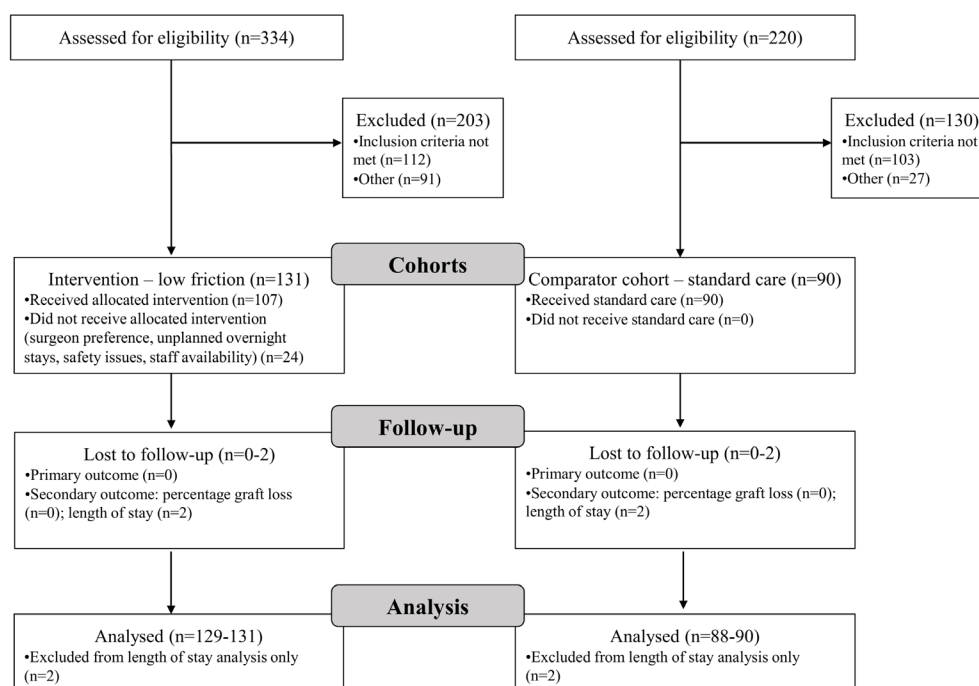 Assessed for eligibility (n=334)
Assessed for eligibility (n=220)
Excluded (n=203)
•Inclusion criteria not
met (n=112)
•Other (n=91)
Excluded (n=130)
•Inclusion criteria not
met (n=103)
•Other (n=27)
Cohorts
Intervention – low friction (n=131)
•Received allocated intervention (n=107)
•Did not receive allocated intervention
(surgeon preference, unplanned overnight
stays, safety issues, staff availability) (n=24)
Comparator cohort – standard care (n=90)
•Received standard care (n=90)
•Did not receive standard care (n=0)
Follow-up
Lost to follow-up (n=0-2)
•Primary outcome (n=0)
•Secondary outcome: percentage graft loss
(n=0); length of stay (n=2)
Lost to follow-up (n=0-2)
•Primary outcome (n=0)
•Secondary outcome: percentage graft loss (n=0);
length of stay (n=2)
Analysis
Analysed (n=129-131)
•Excluded from length of stay analysis only
(n=2)
Analysed (n=88-90)
•Excluded from length of stay analysis only
(n=2)